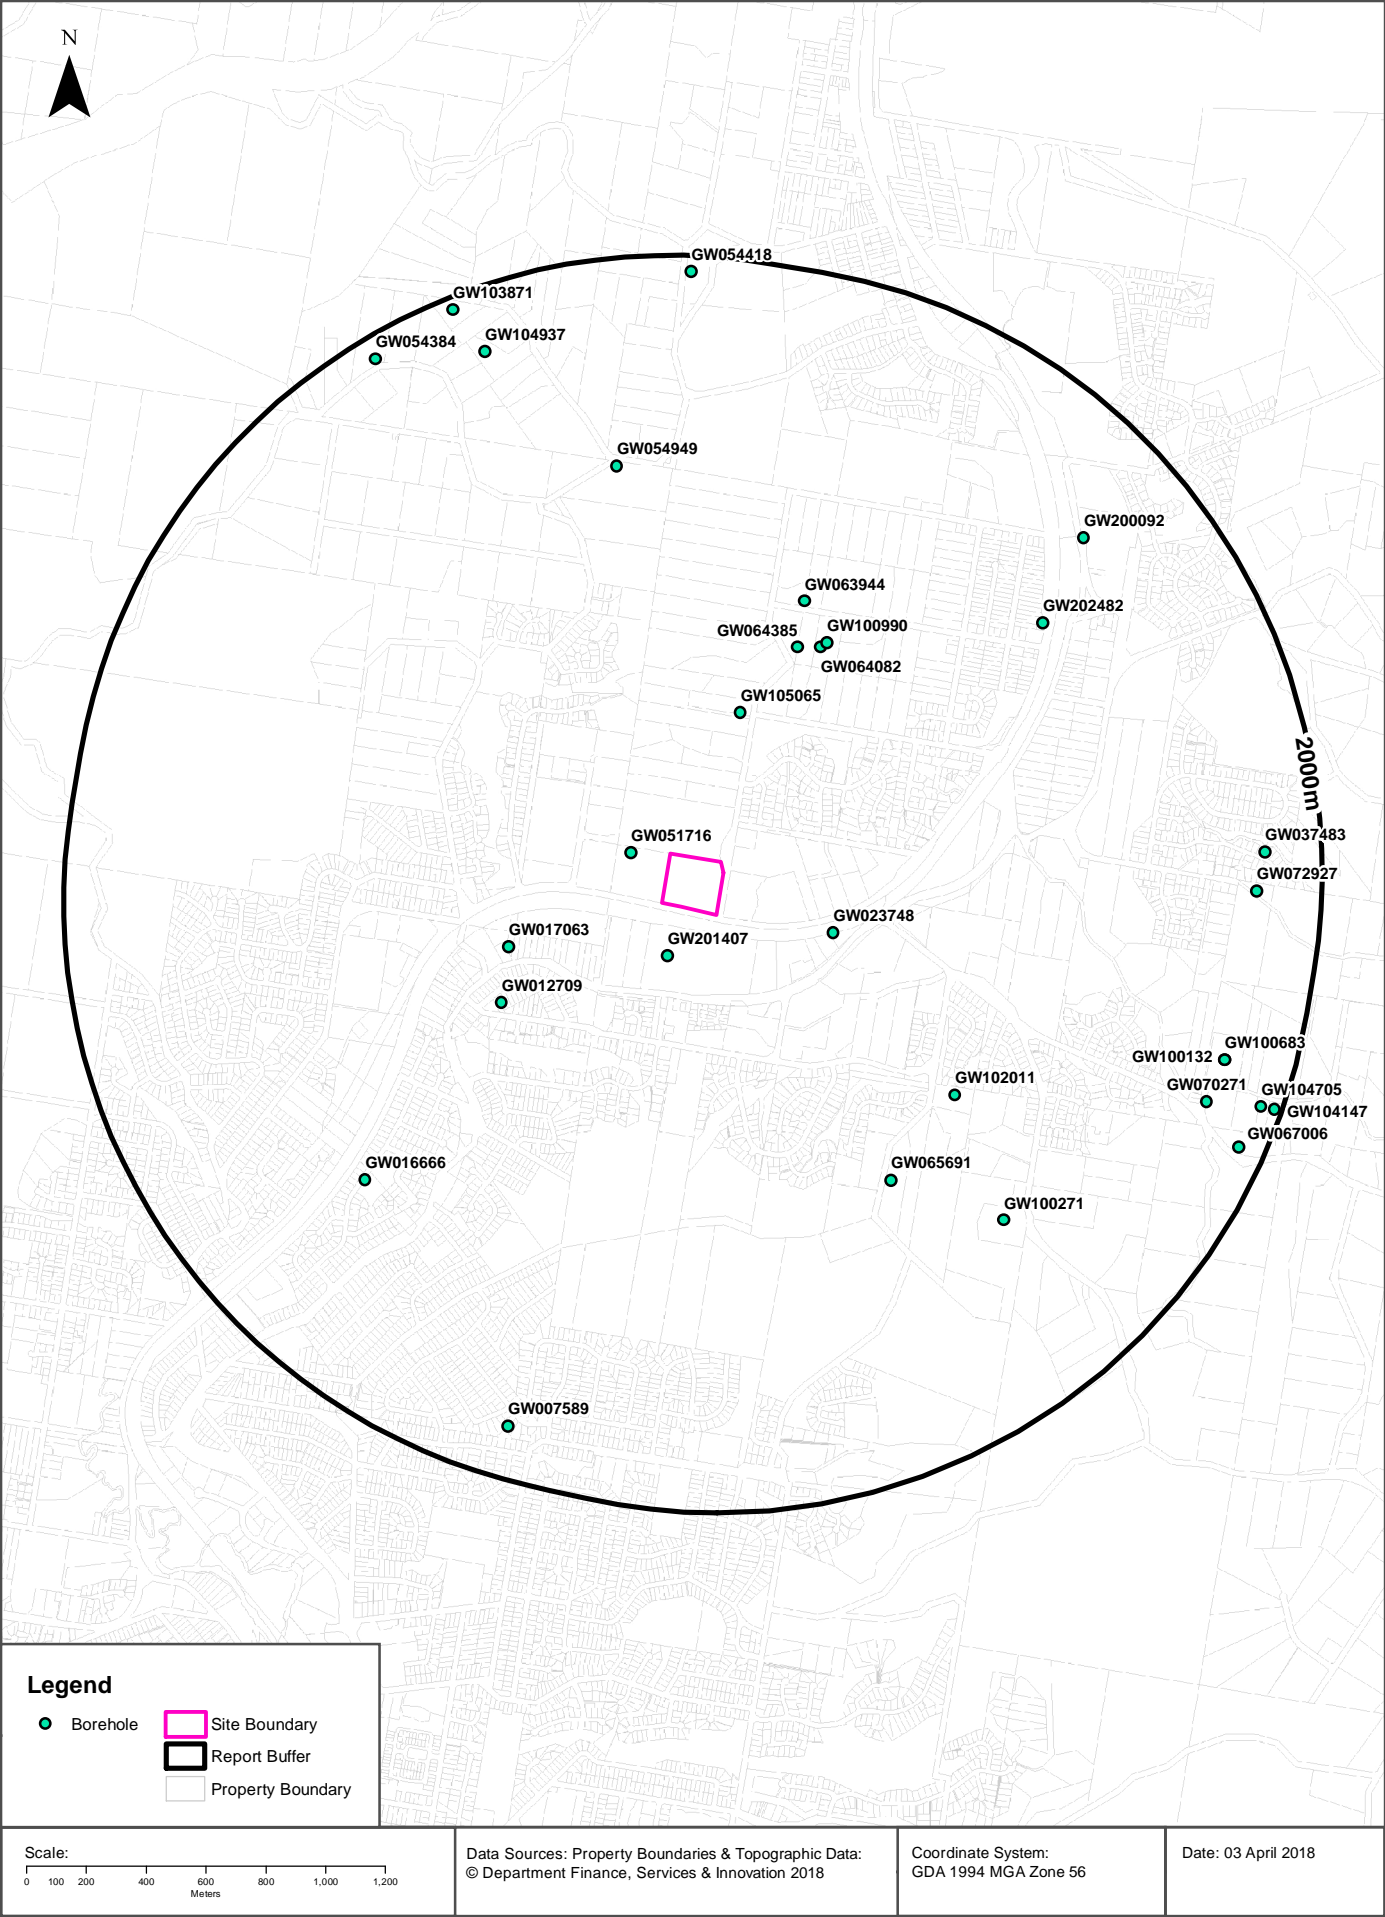 N
GW054418
GW103871
GW054384
GW104937
GW054949
GW200092
GW063944
GW202482
GW064385
GW100990
GW064082
GW105065
2000m
GW051716
GW037483
GW072927
GW023748
GW017063
GW201407
GW012709
GW100683
GW100132
GW102011
GW070271
GW104705
GW104147
GW067006
GW016666
GW065691
GW100271
GW007589
Legend
Borehole
Site Boundary
Report Buffer
Property Boundary
Scale:
0 100 200 400 600 800 1,000 1,200
Meters
Data Sources: Property Boundaries & Topographic Data:
© Department Finance, Services & Innovation 2018
Coordinate System:
GDA 1994 MGA Zone 56
Date: 03 April 2018